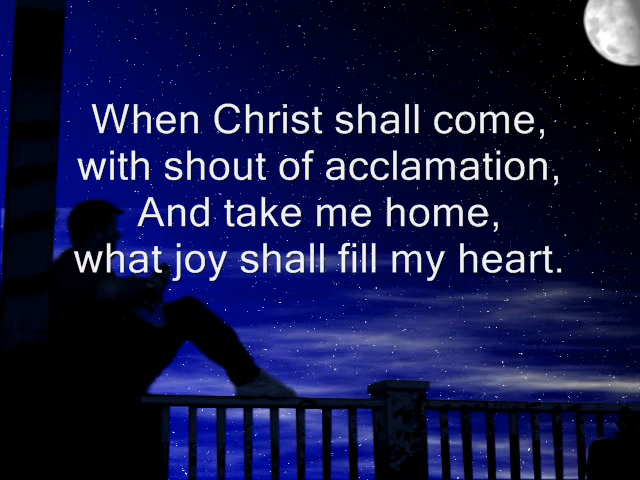 When Christ shall come,
with shout of acclamation,
And take me home,
what joy shall fill my heart.